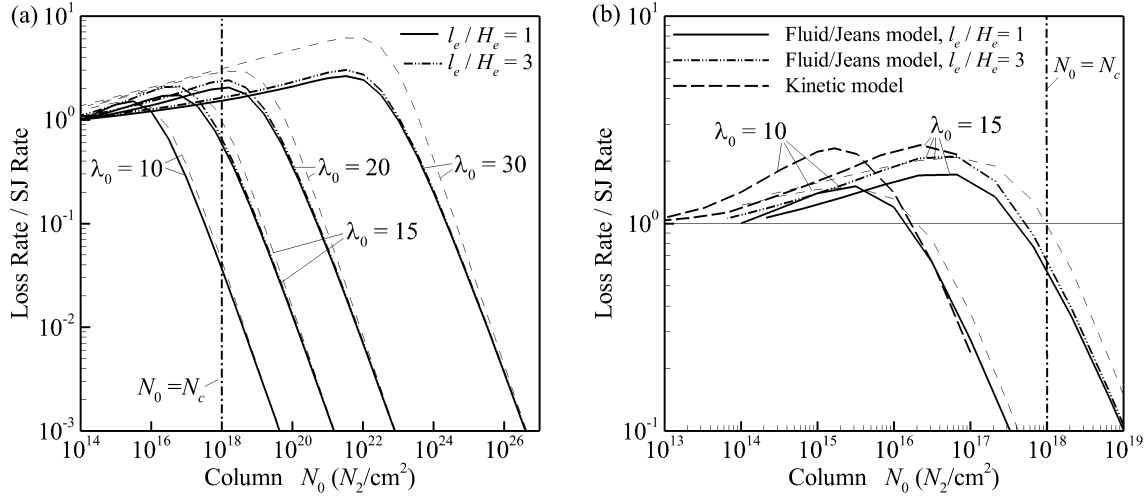 (a)
10^1
10^0
10^-1
10^-2
10^-3
Loss Rate / SJ Rate
l_e / H_e = 1
l_e / H_e = 3
λ_0 = 10
λ_0 = 20
λ_0 = 30
λ_0 = 15
N_0 = N_c
10^14 10^16 10^18 10^20 10^22 10^24 10^26
Column N_0 (N_2/cm^2)
(b)
10^1
10^0
10^-1
Loss Rate / SJ Rate
Fluid/Jeans model, l_e / H_e = 1
Fluid/Jeans model, l_e / H_e = 3
Kinetic model
N_0 = N_c
λ_0 = 10
λ_0 = 15
10^13 10^14 10^15 10^16 10^17 10^18 10^19
Column N_0 (N_2/cm^2)